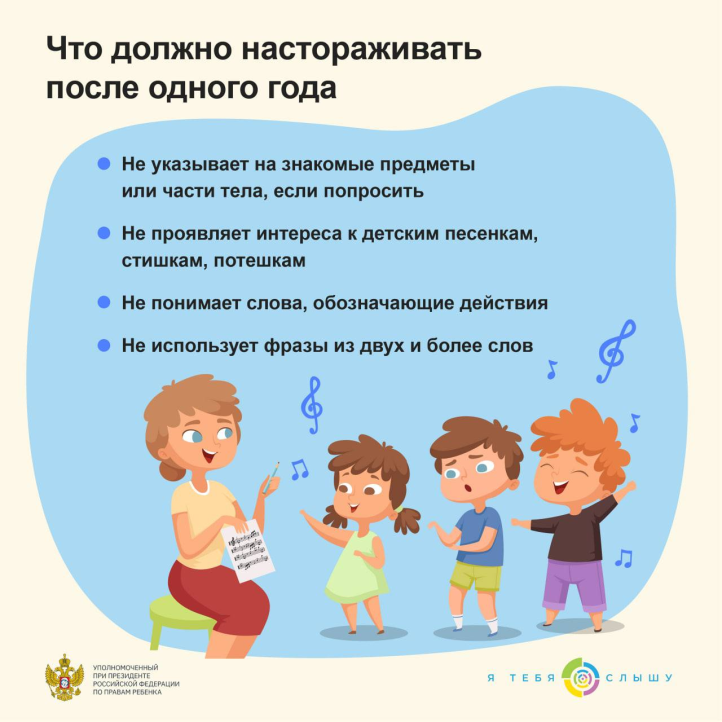 Что должно настораживать
после одного года
Не указывает на знакомые предметы
или части тела, если попросить
Не проявляет интереса к детским песенкам,
стишкам, потешкам
Не понимает слова, обозначающие действия
Не использует фразы из двух и более слов
УПОЛНОМОЧЕННЫЙ
ПРИ ПРЕЗИДЕНТЕ
РОССИЙСКОЙ ФЕДЕРАЦИИ
ПО ПРАВАМ РЕБЕНКА
Я ТЕБЯ СЛЫШУ